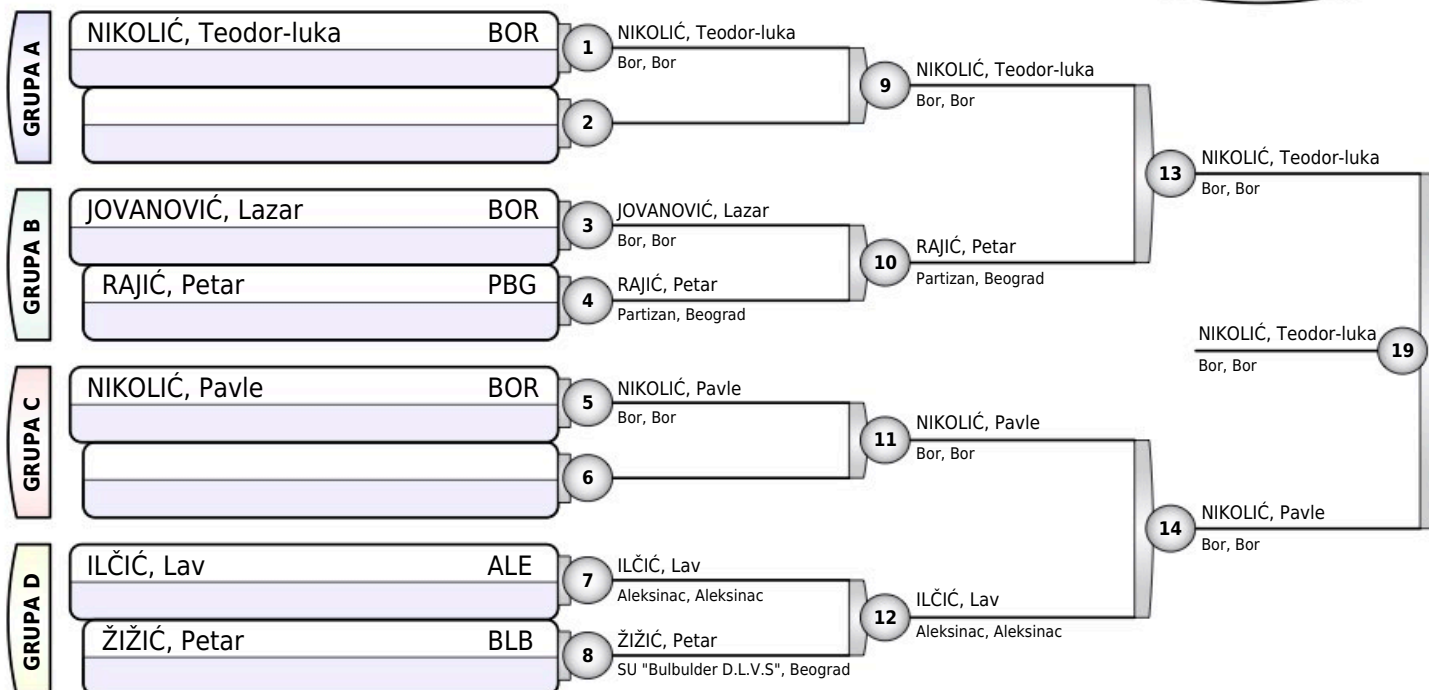 GRUPA A
NIKOLIĆ, Teodor-luka BOR
1
NIKOLIĆ, Teodor-luka
Bor, Bor
2
9
NIKOLIĆ, Teodor-luka
Bor, Bor
GRUPA B
JOVANOVIĆ, Lazar BOR
3
JOVANOVIĆ, Lazar
Bor, Bor
RAJIĆ, Petar PBG
4
RAJIĆ, Petar
Partizan, Beograd
10
RAJIĆ, Petar
Partizan, Beograd
13
NIKOLIĆ, Teodor-luka
Bor, Bor
GRUPA C
NIKOLIĆ, Pavle BOR
5
NIKOLIĆ, Pavle
Bor, Bor
6
11
NIKOLIĆ, Pavle
Bor, Bor
GRUPA D
ILČIĆ, Lav ALE
7
ILČIĆ, Lav
Aleksinac, Aleksinac
ŽIŽIĆ, Petar BLB
8
ŽIŽIĆ, Petar
SU "Bulbulder D.L.V.S", Beograd
12
ILČIĆ, Lav
Aleksinac, Aleksinac
14
NIKOLIĆ, Pavle
Bor, Bor
NIKOLIĆ, Teodor-luka
Bor, Bor
19